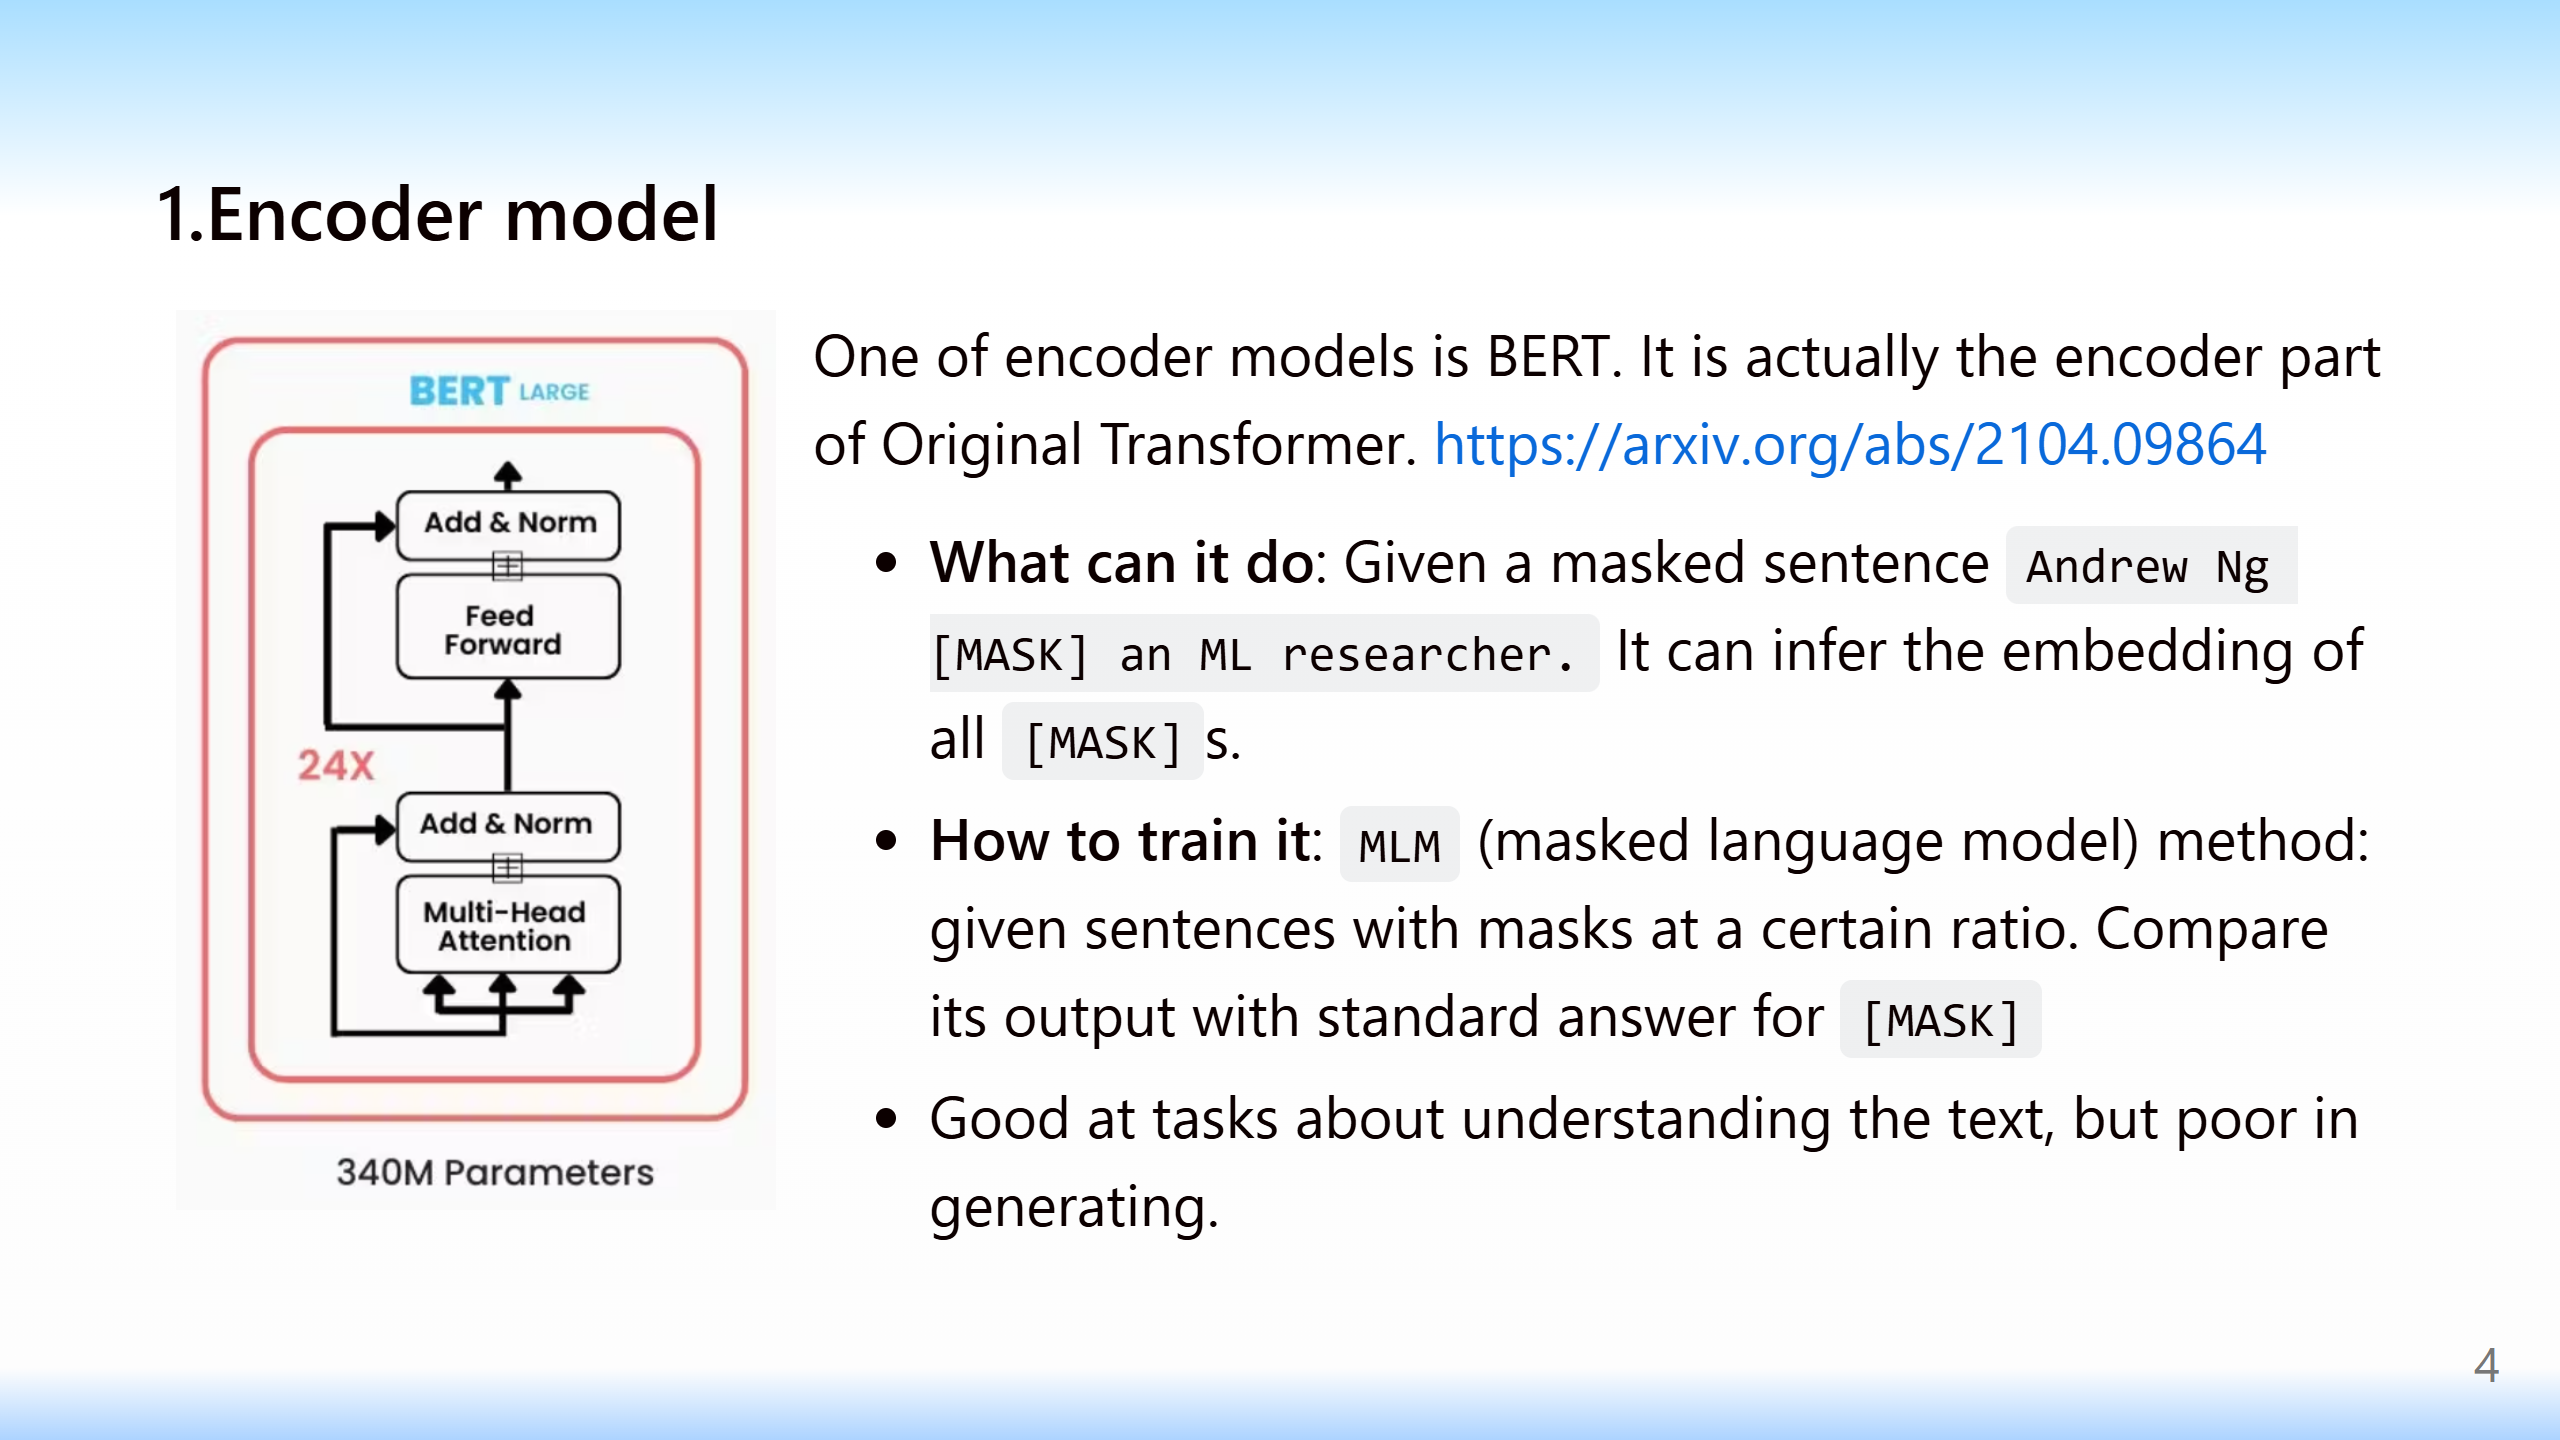 1.Encoder model
BERT LARGE
Add & Norm
Feed
Forward
24X
Add & Norm
Multi-Head
Attention
340M Parameters
One of encoder models is BERT. It is actually the encoder part
of Original Transformer. https://arxiv.org/abs/2104.09864
• What can it do: Given a masked sentence Andrew Ng
[MASK] an ML researcher. It can infer the embedding of
all [MASK] s.
• How to train it: MLM (masked language model) method:
given sentences with masks at a certain ratio. Compare
its output with standard answer for [MASK]
• Good at tasks about understanding the text, but poor in
generating.
4